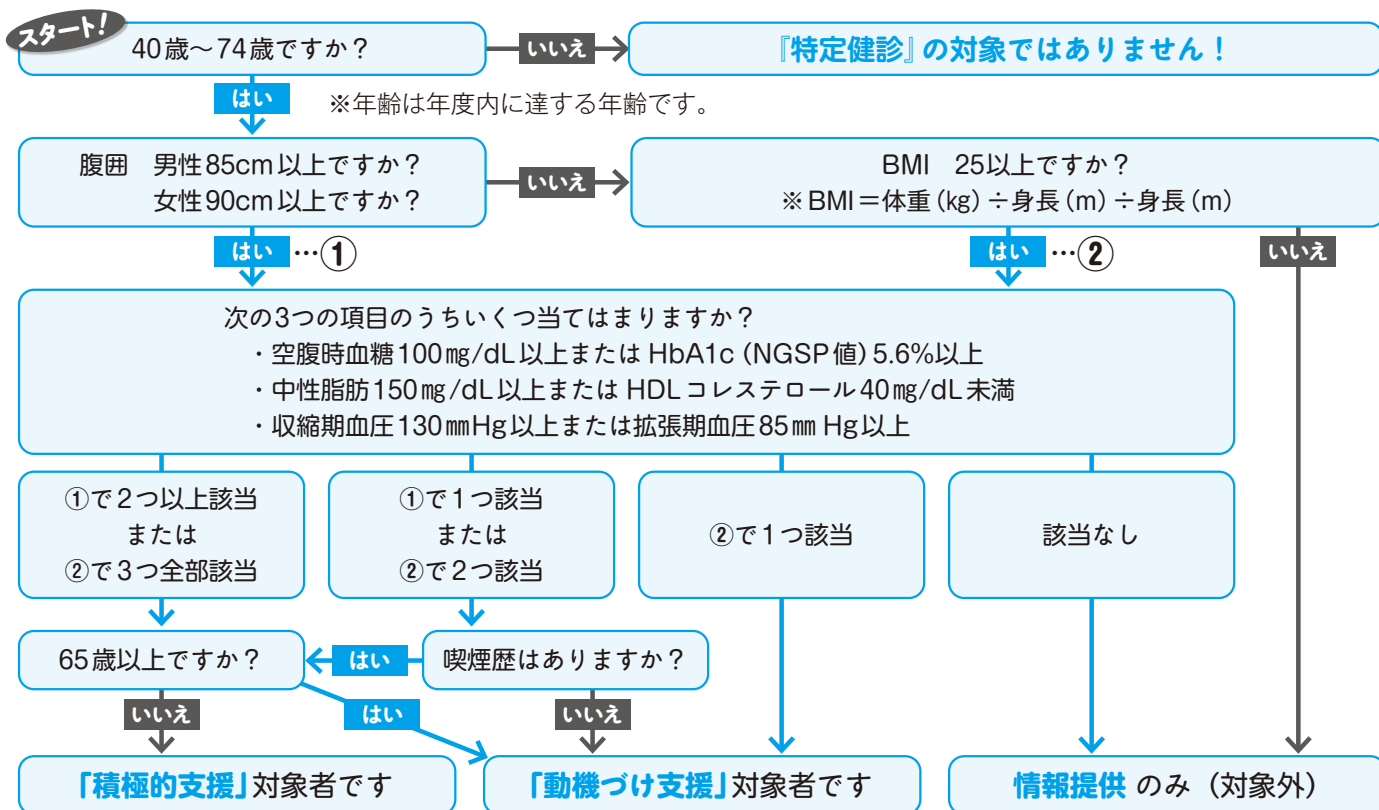 スタート!
40歳〜74歳ですか?
いいえ
『特定健診』の対象ではありません!
はい
※年齢は年度内に達する年齢です。
腹囲 男性85cm以上ですか?
女性90cm以上ですか?
いいえ
BMI 25以上ですか?
※BMI=体重(kg)÷身長(m)÷身長(m)
はい …①
はい …②
いいえ
次の3つの項目のうちいくつ当てはまりますか?
・空腹時血糖100㎎/dL以上またはHbA1c(NGSP値)5.6%以上
・中性脂肪150㎎/dL以上またはHDLコレステロール40㎎/dL未満
・収縮期血圧130㎜Hg以上または拡張期血圧85㎜Hg以上
①で2つ以上該当
または
②で3つ全部該当
①で1つ該当
または
②で2つ該当
②で1つ該当
該当なし
65歳以上ですか?
はい
喫煙歴はありますか?
いいえ
はい
いいえ
「積極的支援」対象者です
「動機づけ支援」対象者です
情報提供 のみ(対象外)